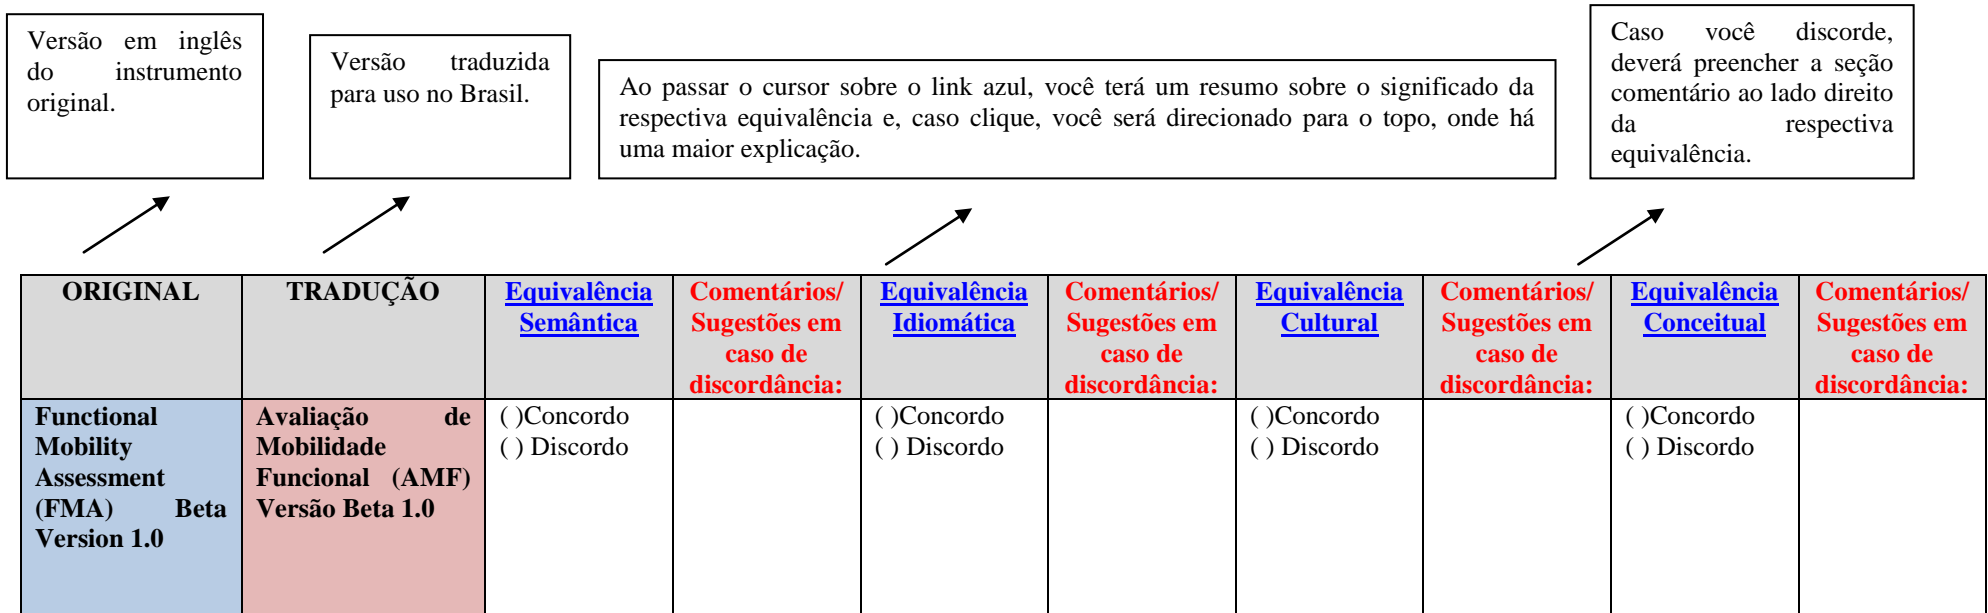 Versão em inglês
do instrumento
original.
Versão traduzida
para uso no Brasil.
Ao passar o cursor sobre o link azul, você terá um resumo sobre o significado da
respectiva equivalência e, caso clique, você será direcionado para o topo, onde há
uma maior explicação.
Caso você discorde,
deverá preencher a seção
comentário ao lado direito
da respectiva
equivalência.
ORIGINAL
TRADUÇÃO
Equivalência
Semântica
Comentários/
Sugestões em
caso de
discordância:
Equivalência
Idiomática
Comentários/
Sugestões em
caso de
discordância:
Equivalência
Cultural
Comentários/
Sugestões em
caso de
discordância:
Equivalência
Conceitual
Comentários/
Sugestões em
caso de
discordância:
Functional
Mobility
Assessment
(FMA) Beta
Version 1.0
Avaliação de
Mobilidade
Funcional (AMF)
Versão Beta 1.0
( )Concordo
( ) Discordo
( )Concordo
( ) Discordo
( )Concordo
( ) Discordo
( )Concordo
( ) Discordo